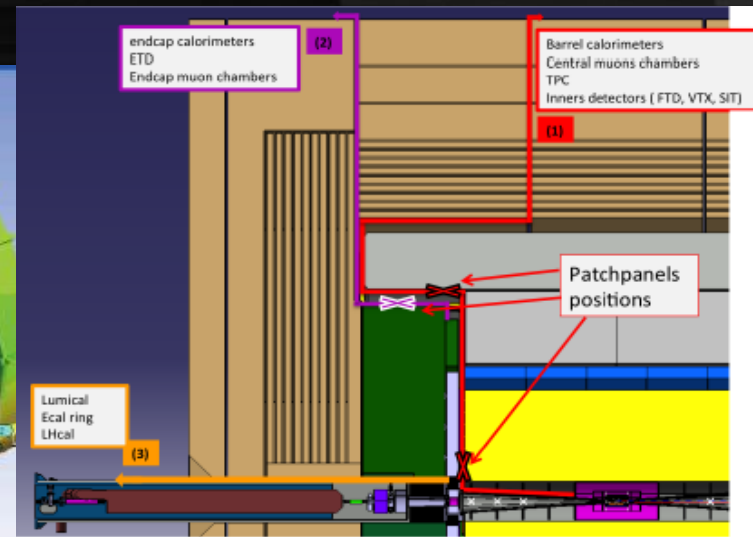 endcap calorimeters
ETD
Endcap muon chambers
(2)
Barrel calorimeters
Central muons chambers
TPC
Inners detectors ( FTD, VTX, SIT)
(1)
Patchpanels
positions
Lumical
Ecal ring
LHcal
(3)